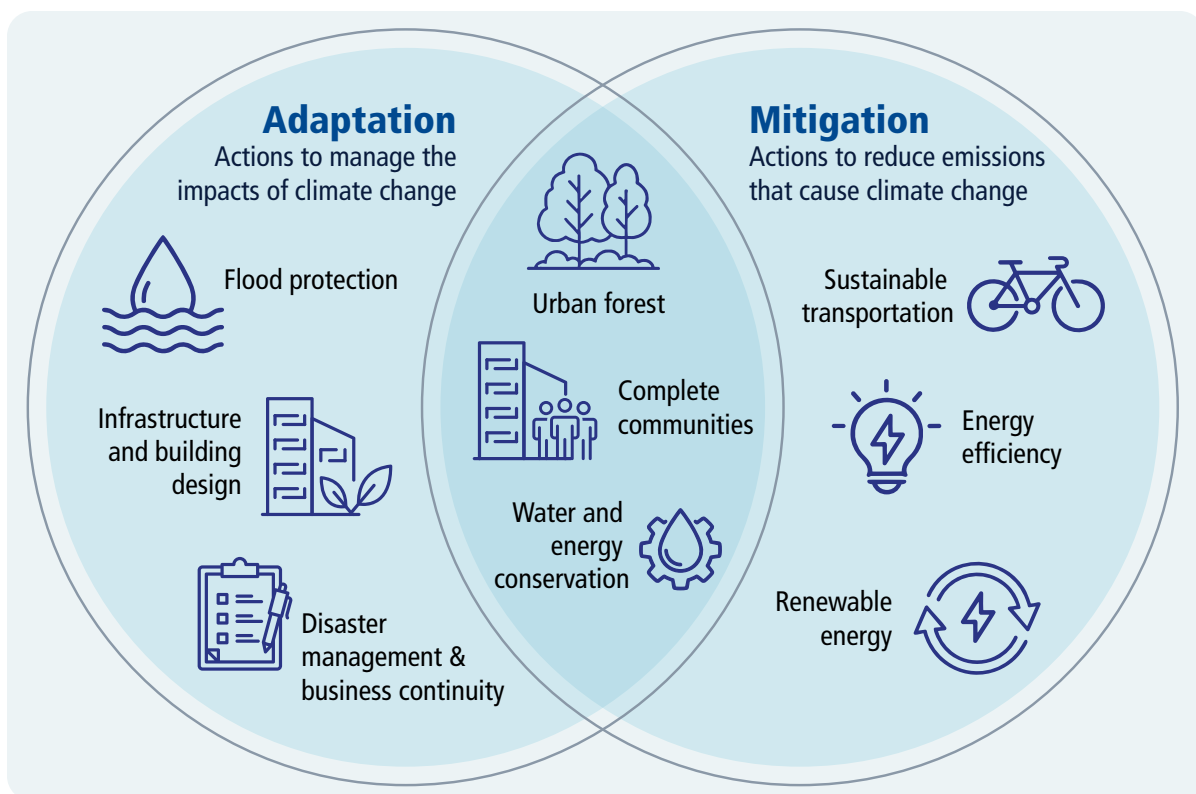 Adaptation
Actions to manage the
impacts of climate change
Flood protection
Infrastructure
and building
design
Disaster
management &
business continuity
Urban forest
Complete
communities
Water and
energy
conservation
Mitigation
Actions to reduce emissions
that cause climate change
Sustainable
transportation
Energy
efficiency
Renewable
energy